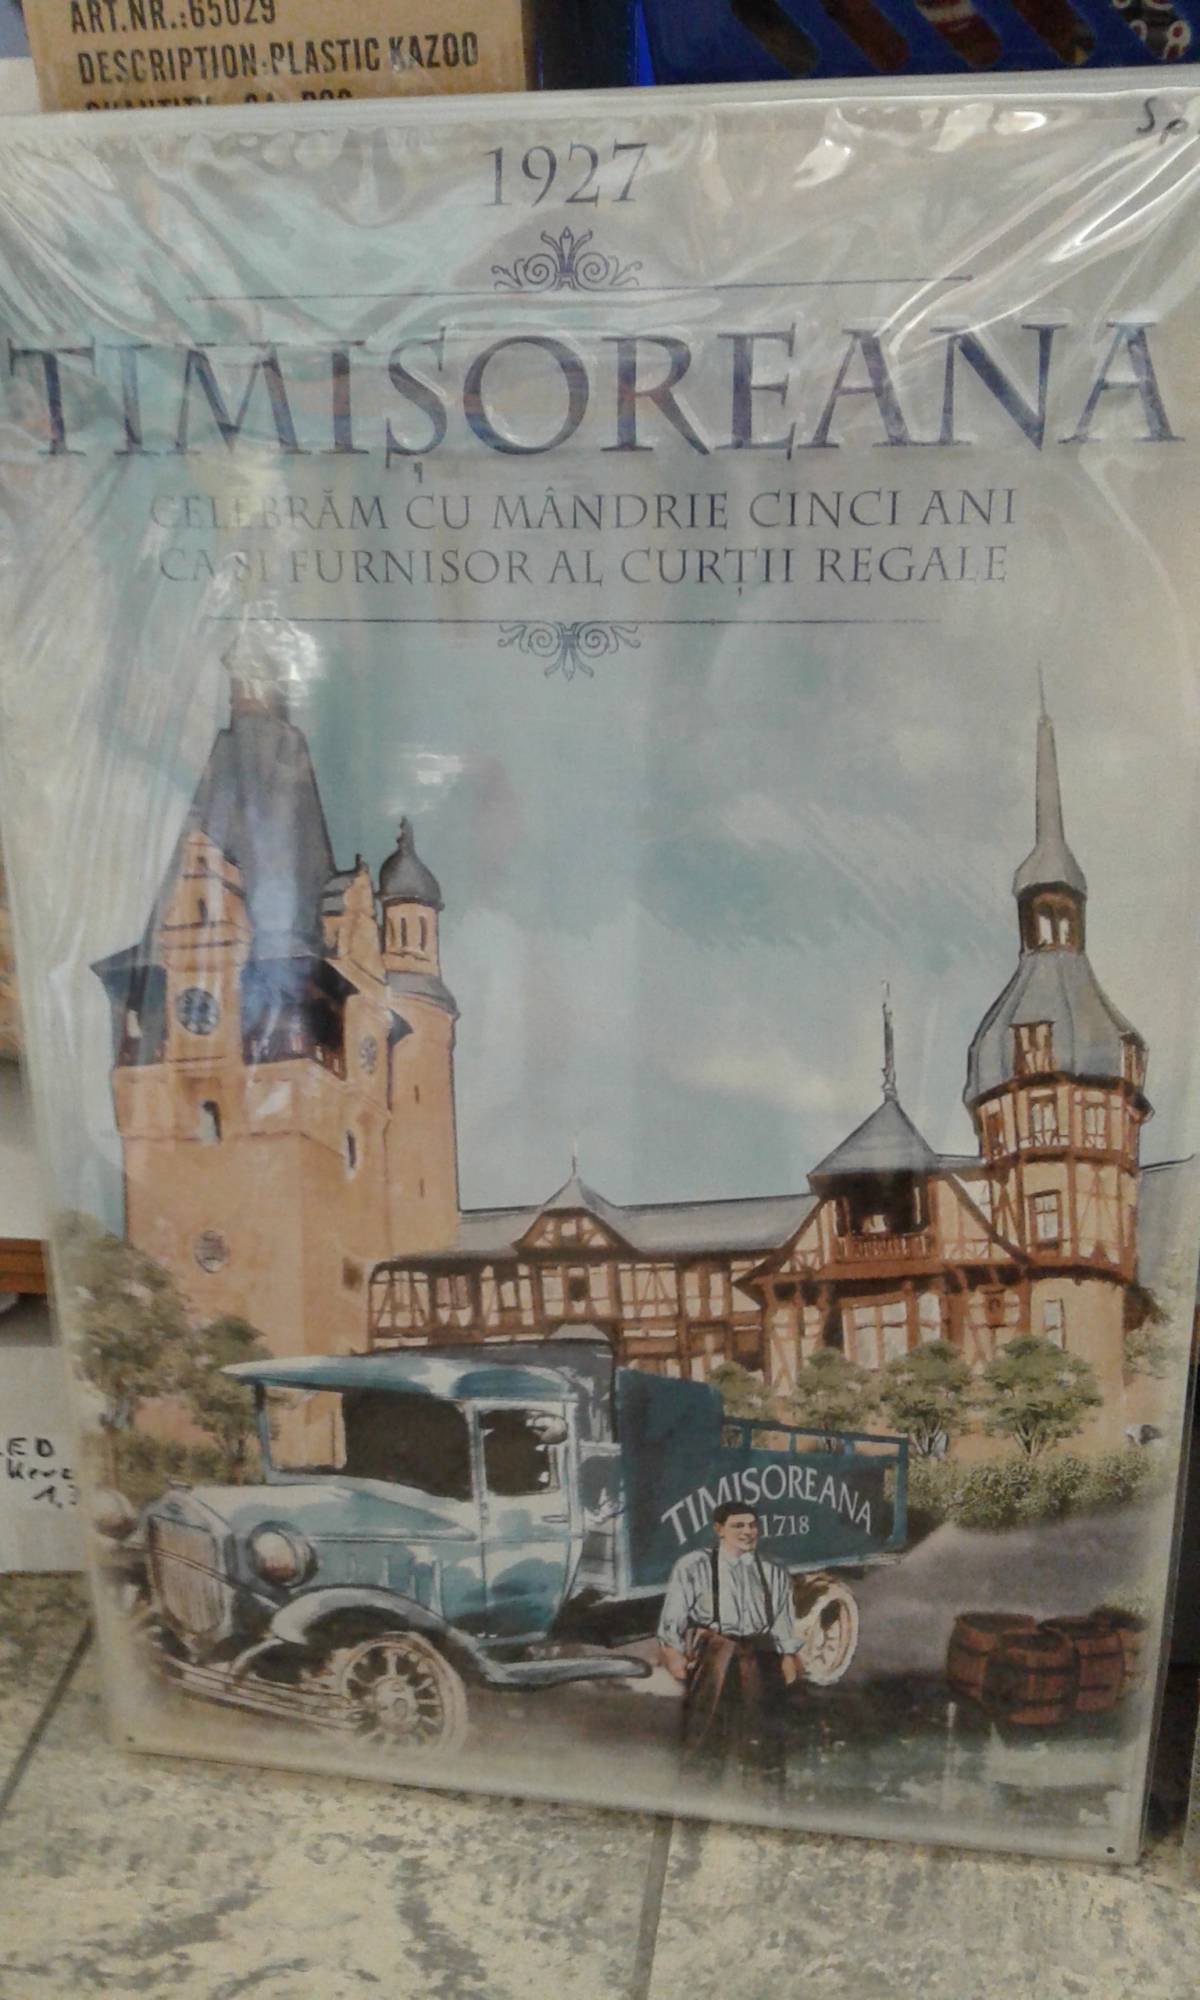 ART.NR.:65029
DESCRIPTION:PLASTIC KAZOO
1927
TIMIȘOREANA
CELEBRĂM CU MÂNDRIE CINCI ANI
CA ȘI FURNISOR AL CURȚII REGALE
TIMISOREANA
1718